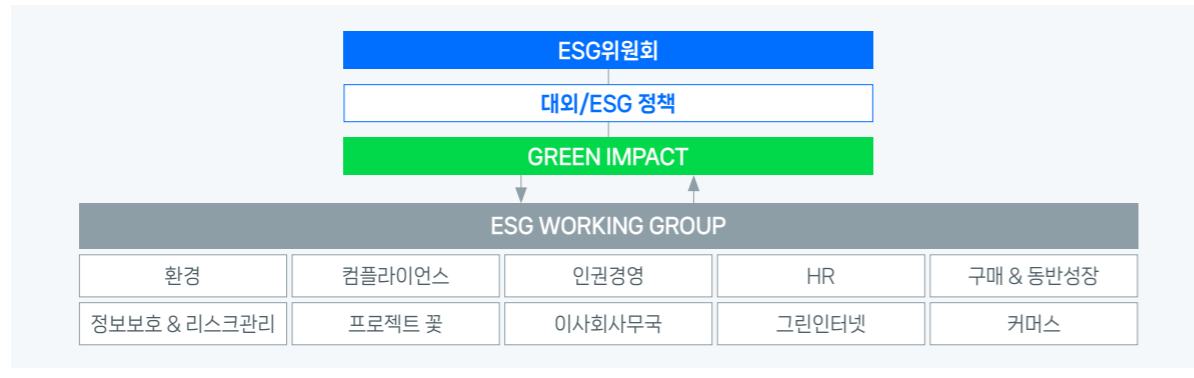 ESG위원회
대외/ESG 정책
GREEN IMPACT
ESG WORKING GROUP
환경 컴플라이언스 인권경영 HR 구매 & 동반성장
정보보호 & 리스크관리 프로젝트 꽃 이사회사무국 그린인터넷 커머스